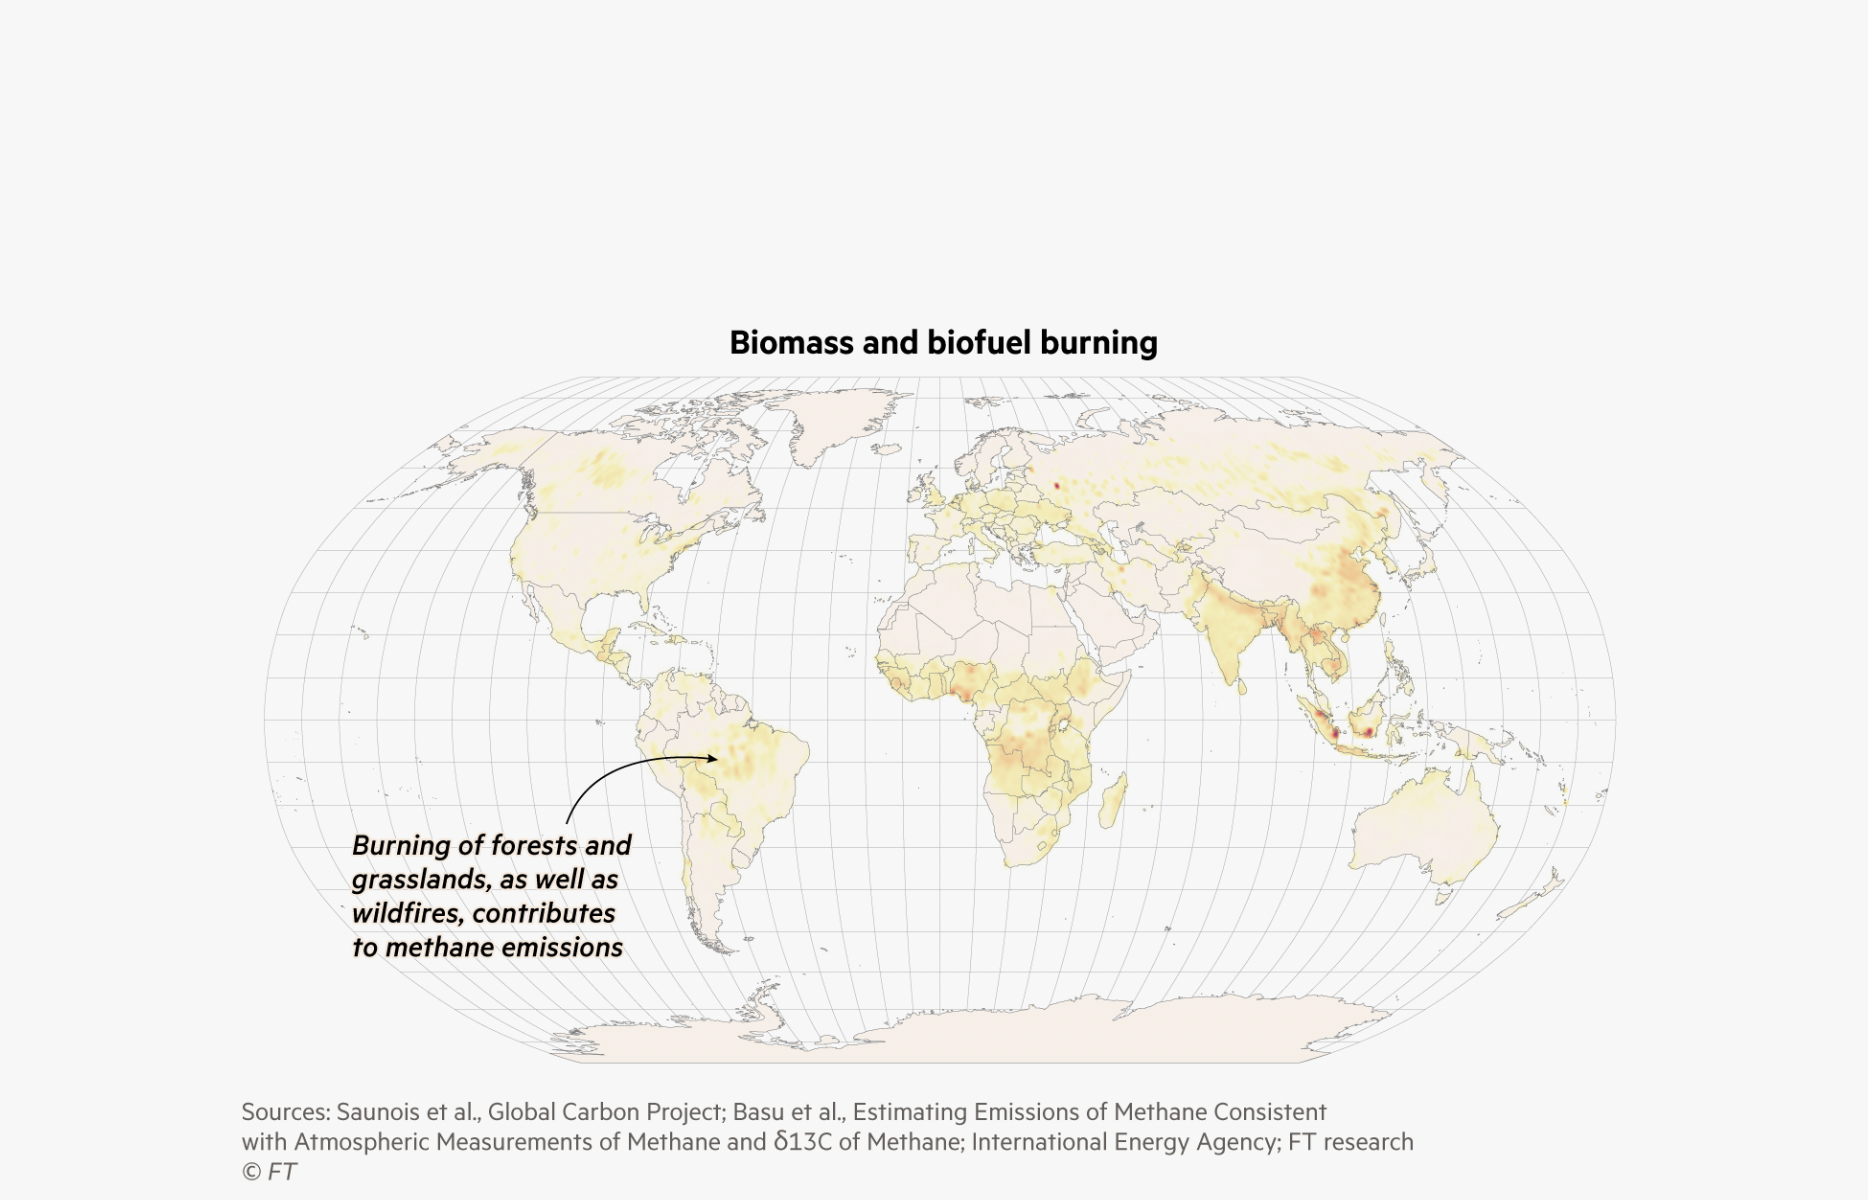 Biomass and biofuel burning
Burning of forests and
grasslands, as well as
wildfires, contributes
to methane emissions
Sources: Saunois et al., Global Carbon Project; Basu et al., Estimating Emissions of Methane Consistent
with Atmospheric Measurements of Methane and δ13C of Methane; International Energy Agency; FT research
© FT